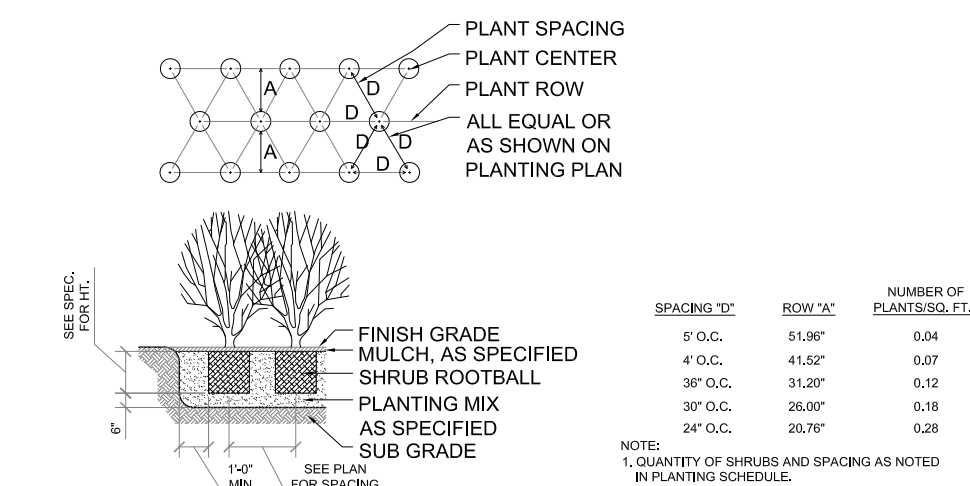 PLANT SPACING
PLANT CENTER
PLANT ROW
ALL EQUAL OR
AS SHOWN ON
PLANTING PLAN
A
D
D
A
D
D
D
SEE SPEC.
FOR HT.
6"
FINISH GRADE
MULCH, AS SPECIFIED
SHRUB ROOTBALL
PLANTING MIX
AS SPECIFIED
SUB GRADE
1'-0"
MIN
SEE PLAN
FOR SPACING
SPACING "D" ROW "A" NUMBER OF
PLANTS/SQ. FT.
5' O.C. 51.96" 0.04
4' O.C. 41.52" 0.07
36" O.C. 31.20" 0.12
30" O.C. 26.00" 0.18
24" O.C. 20.76" 0.28
NOTE:
1. QUANTITY OF SHRUBS AND SPACING AS NOTED
IN PLANTING SCHEDULE.